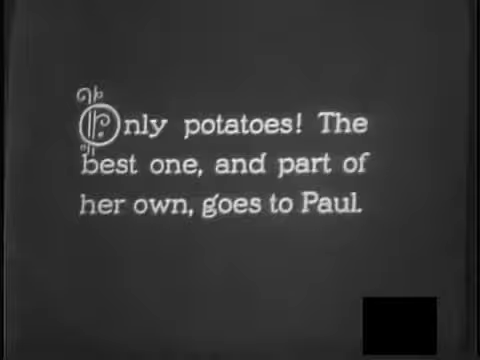 Only potatoes! The
best one, and part of
her own, goes to Paul.